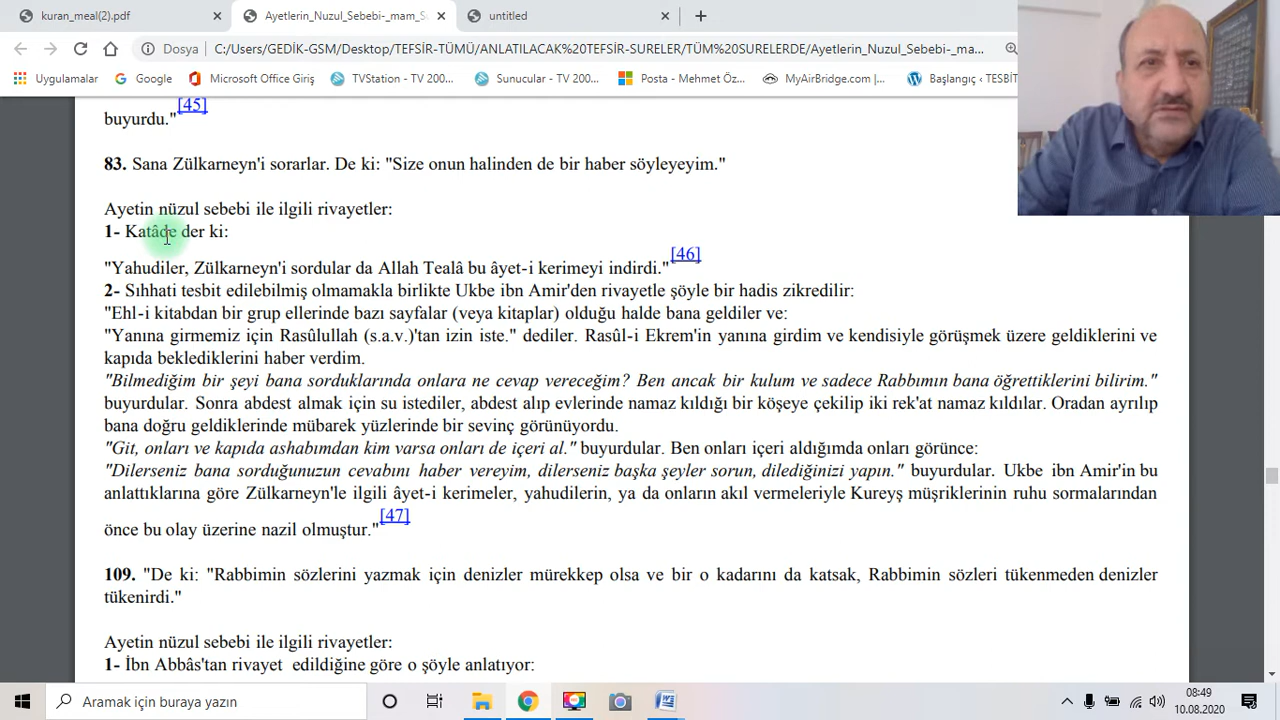 kuran_meal(2).pdf
Ayetlerin_Nuzul_Sebebi-_mam_S
untitled
Dosya
C:/Users/GEDİK-GSM/Desktop/TEFSİR-TÜMÜ/ANLATILACAK%20TEFSİR-SURELER/TÜM%20SURELERDE/Ayetlerin_Nuzul_Sebebi-_ma...
Uygulamalar
Google
Microsoft Office Giriş
TVStation - TV 200...
Sunucular - TV 200...
Posta - Mehmet Öz...
MyAirBridge.com |...
Başlangıç ‹ TESBİT
[45]
buyurdu."
83. Sana Zülkarneyn'i sorarlar. De ki: "Size onun halinden de bir haber söyleyeyim."
Ayetin nüzul sebebi ile ilgili rivayetler:
1- Katâde der ki:
"Yahudiler, Zülkarneyn'i sordular da Allah Tealâ bu âyet-i kerimeyi indirdi."[46]
2- Sıhhati tesbit edilebilmiş olmamakla birlikte Ukbe ibn Amir'den rivayetle şöyle bir hadis zikredilir:
"Ehl-i kitabdan bir grup ellerinde bazı sayfalar (veya kitaplar) olduğu halde bana geldiler ve:
"Yanına girmemiz için Rasûlullah (s.a.v.)'tan izin iste." dediler. Rasûl-i Ekrem'in yanına girdim ve kendisiyle görüşmek üzere geldiklerini ve
kapıda beklediklerini haber verdim.
"Bilmediğim bir şeyi bana sorduklarında onlara ne cevap vereceğim? Ben ancak bir kulum ve sadece Rabbımın bana öğrettiklerini bilirim."
buyurdular. Sonra abdest almak için su istediler, abdest alıp evlerinde namaz kıldığı bir köşeye çekilip iki rek'at namaz kıldılar. Oradan ayrılıp
bana doğru geldiklerinde mübarek yüzlerinde bir sevinç görünüyordu.
"Git, onları ve kapıda ashabımdan kim varsa onları de içeri al." buyurdular. Ben onları içeri aldığımda onları görünce:
"Dilerseniz bana sorduğunuzun cevabını haber vereyim, dilerseniz başka şeyler sorun, dilediğinizi yapın." buyurdular. Ukbe ibn Amir'in bu
anlattıklarına göre Zülkarneyn'le ilgili âyet-i kerimeler, yahudilerin, ya da onların akıl vermeleriyle Kureyş müşriklerinin ruhu sormalarından
önce bu olay üzerine nazil olmuştur."[47]
109. "De ki: "Rabbimin sözlerini yazmak için denizler mürekkep olsa ve bir o kadarını da katsak, Rabbimin sözleri tükenmeden denizler
tükenirdi."
Ayetin nüzul sebebi ile ilgili rivayetler:
1- İbn Abbâs'tan rivayet edildiğine göre o şöyle anlatıyor:
Aramak için buraya yazın
08:49
10.08.2020